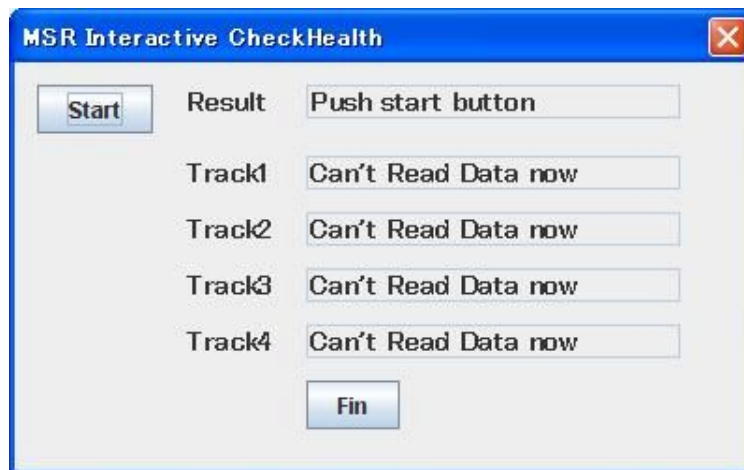 MSR Interactive CheckHealth
Start Result Push start button
Track1 Can't Read Data now
Track2 Can't Read Data now
Track3 Can't Read Data now
Track4 Can't Read Data now
Fin